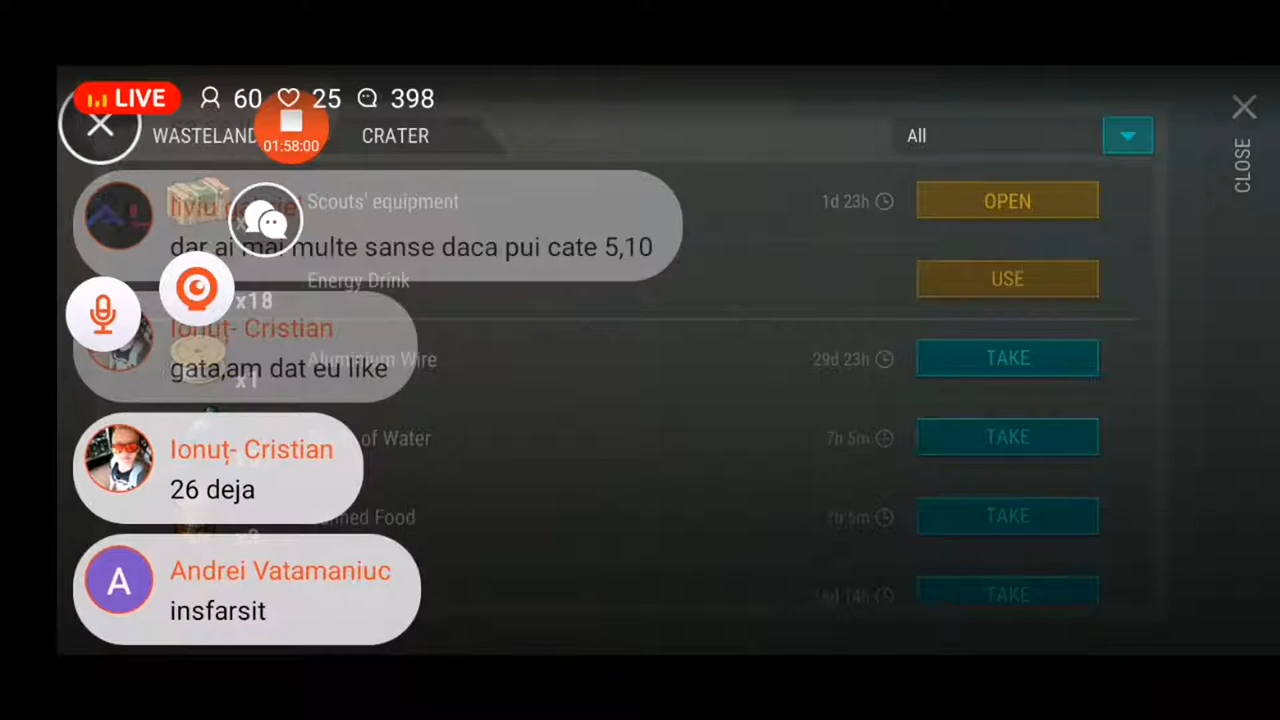 LIVE 60 25 398
WASTELAND CRATER All
01:58:00
CLOSE
Scouts' equipment 1d 23h OPEN
dar ai mai multe sanse daca pui cate 5,10
Energy Drink USE
x18
Ionuț- Cristian
Aluminium Wire 29d 23h TAKE
gata,am dat eu like
x1
of Water 7h 5m TAKE
Ionuț- Cristian
26 deja
Food 7h 5m TAKE
Andrei Vatamaniuc
A
insfarsit
TAKE